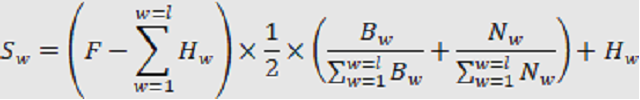 S_w = (F − ∑_{w=1}^{w=l} H_w) × 1/2 × (B_w / ∑_{w=1}^{w=l} B_w + N_w / ∑_{w=1}^{w=l} N_w) + H_w